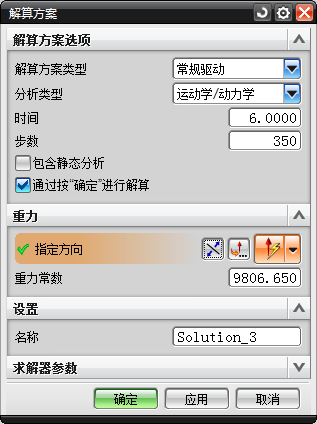 解算方案
解算方案选项
解算方案类型 常规驱动
分析类型 运动学/动力学
时间 6.0000
步数 350
包含静态分析
通过按“确定”进行解算
重力
指定方向
重力常数 9806.650
设置
名称 Solution_3
求解器参数
确定 应用 取消